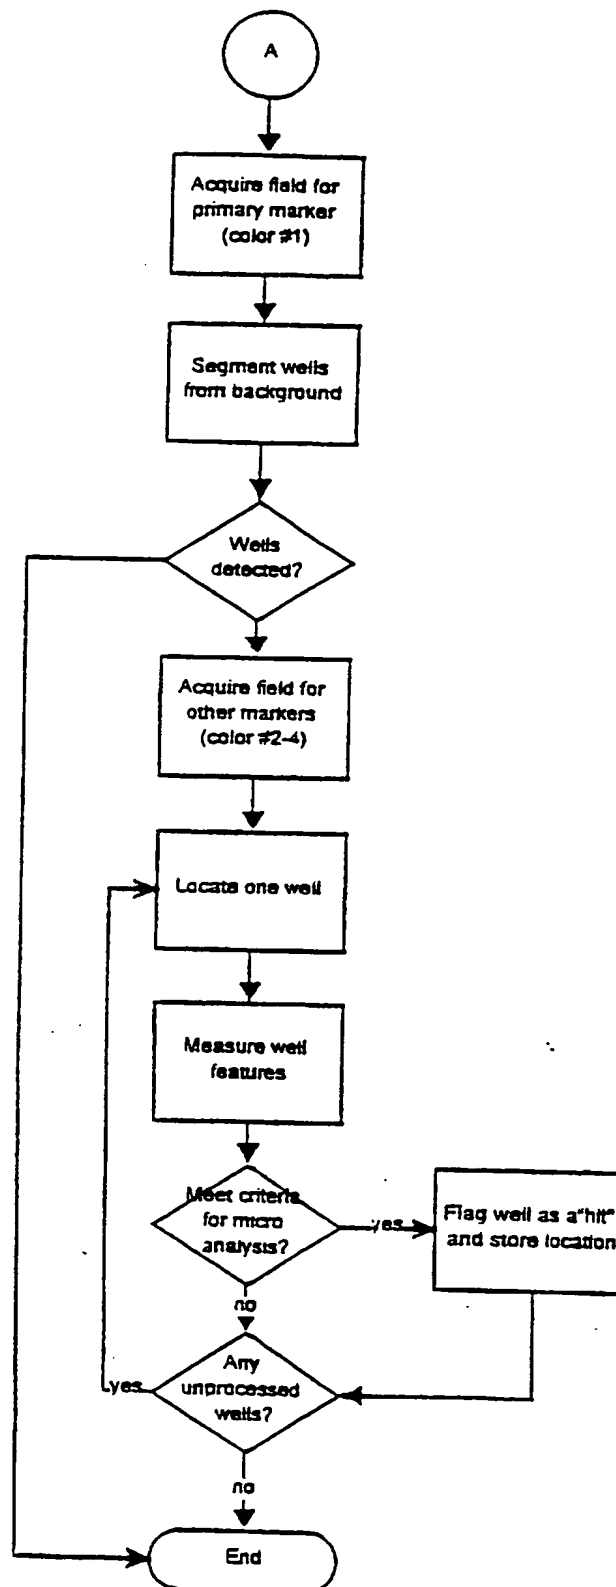 A
Acquire field for
primary marker
(color #1)
Segment wells
from background
Wells
detected?
Acquire field for
other markers
(color #2-4)
Locate one well
Measure well
features
Meet criteria
for micro
analysis?
yes
Flag well as a "hit"
and store location
no
Any
unprocessed
wells?
yes
no
End